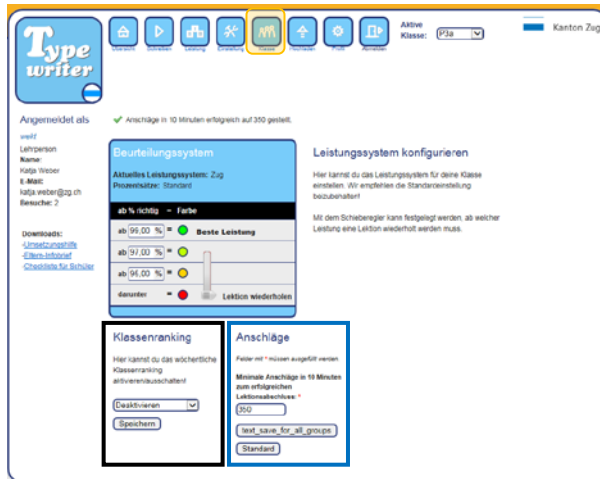 Type
writer
Übersicht
Schreiben
Leistung
Einstellung
Klasse
Hochladen
Profil
Abmelden
Aktive
Klasse:
P3a
Kanton Zug
Angemeldet als
Lehrperson
Name:
Katja Weber
E-Mail:
katja.weber@zg.ch
Besuche: 2
Downloads:
-Umsetzungshilfe
-Eltern-Infobrief
-Checkliste für Schüler
Anschläge in 10 Minuten erfolgreich auf 350 gestellt.
Beurteilungssystem
Aktuelles Leistungssystem: Zug
Prozentsätze: Standard
ab % richtig – Farbe
ab 99,00 % = Beste Leistung
ab 97,00 % =
ab 95,00 % =
darunter = Lektion wiederholen
Leistungssystem konfigurieren
Hier kannst du das Leistungssystem für deine Klasse
einstellen. Wir empfehlen die Standardeinstellung
beizubehalten!
Mit dem Schieberegler kann festgelegt werden, ab welcher
Leistung eine Lektion wiederholt werden muss.
Klassenranking
Hier kannst du das wöchentliche
Klassenranking
aktivieren/ausschalten!
Deaktivieren
Speichern
Anschläge
Felder mit * müssen ausgefüllt werden.
Minimale Anschläge in 10 Minuten
zum erfolgreichen
Lektionsabschluss: *
350
text_save_for_all_groups
Standard